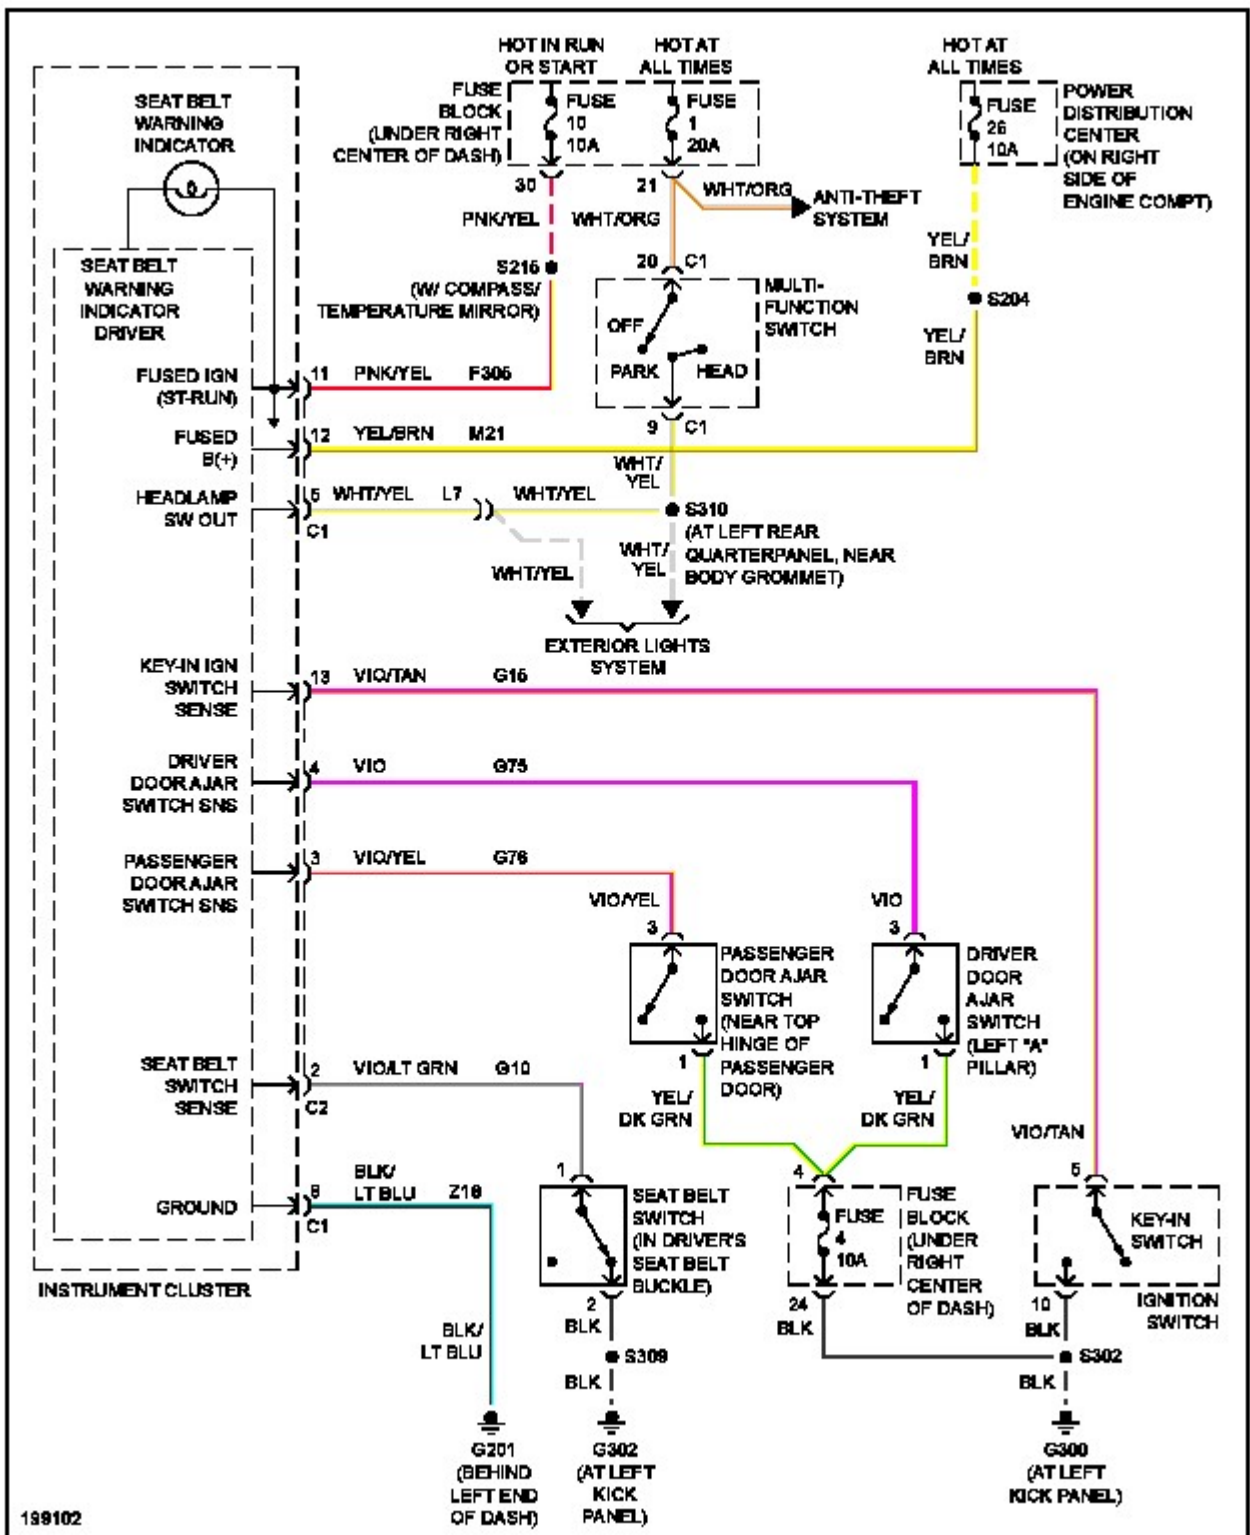 HOT IN RUN
OR START
HOT AT
ALL TIMES
HOT AT
ALL TIMES
FUSE
BLOCK
(UNDER RIGHT
CENTER OF DASH)
FUSE
10
10A
FUSE
1
20A
FUSE
26
10A
POWER
DISTRIBUTION
CENTER
(ON RIGHT
SIDE OF
ENGINE COMPT)
SEAT BELT
WARNING
INDICATOR
30
21
WHT/ORG
ANTI-THEFT
SYSTEM
PNK/YEL
WHT/ORG
YEL/
BRN
SEAT BELT
WARNING
INDICATOR
DRIVER
S215
(W/ COMPASS/
TEMPERATURE MIRROR)
20
C1
MULTI-
FUNCTION
SWITCH
OFF
PARK
HEAD
S204
YEL/
BRN
FUSED IGN
(ST-RUN)
11
PNK/YEL
F305
FUSED
B(+)
12
YEL/BRN
M21
9
C1
WHT/
YEL
HEADLAMP
SW OUT
5
WHT/YEL
L7
WHT/YEL
C1
S310
(AT LEFT REAR
QUARTERPANEL, NEAR
BODY GROMMET)
WHT/YEL
WHT/
YEL
EXTERIOR LIGHTS
SYSTEM
KEY-IN IGN
SWITCH
SENSE
13
VIO/TAN
G15
DRIVER
DOOR AJAR
SWITCH SNS
4
VIO
G75
PASSENGER
DOOR AJAR
SWITCH SNS
3
VIO/YEL
G76
VIO/YEL
3
VIO
3
PASSENGER
DOOR AJAR
SWITCH
(NEAR TOP
HINGE OF
PASSENGER
DOOR)
DRIVER
DOOR
AJAR
SWITCH
(LEFT "A"
PILLAR)
1
1
YEL/
DK GRN
YEL/
DK GRN
SEAT BELT
SWITCH
SENSE
2
VIO/LT GRN
G10
C2
VIO/TAN
GROUND
8
BLK/
LT BLU
Z18
C1
1
4
5
SEAT BELT
SWITCH
(IN DRIVER'S
SEAT BELT
BUCKLE)
FUSE
4
10A
FUSE
BLOCK
(UNDER
RIGHT
CENTER
OF DASH)
KEY-IN
SWITCH
IGNITION
SWITCH
INSTRUMENT CLUSTER
2
BLK
24
BLK
10
BLK
BLK/
LT BLU
S309
S302
BLK
BLK
G201
(BEHIND
LEFT END
OF DASH)
G302
(AT LEFT
KICK
PANEL)
G300
(AT LEFT
KICK PANEL)
199102